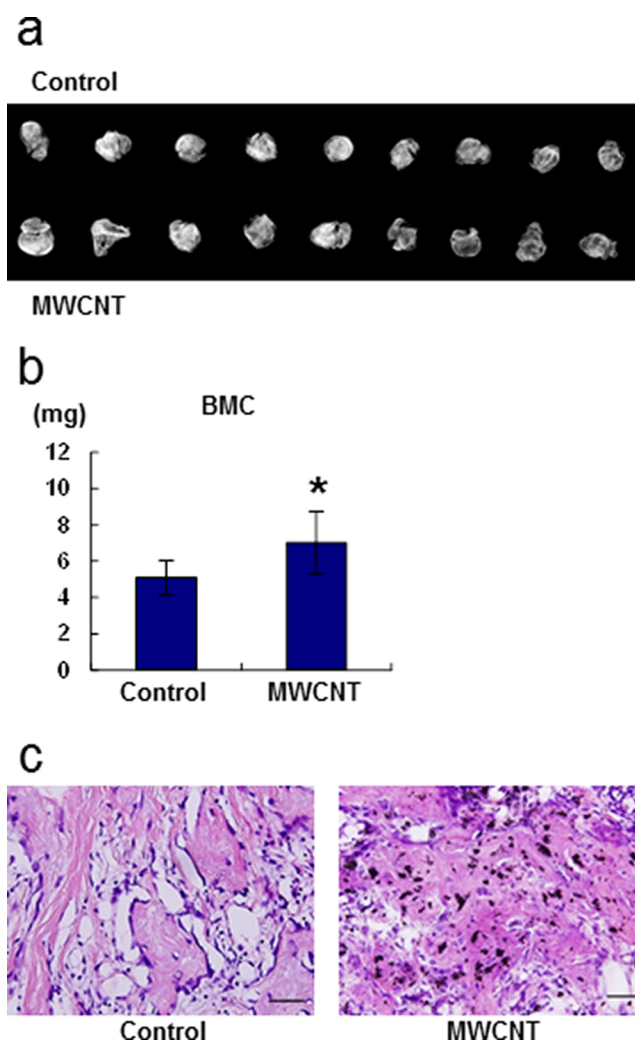 a
Control
MWCNT
b
(mg)
BMC
12
10
8
6
4
2
0
*
Control
MWCNT
c
Control
MWCNT